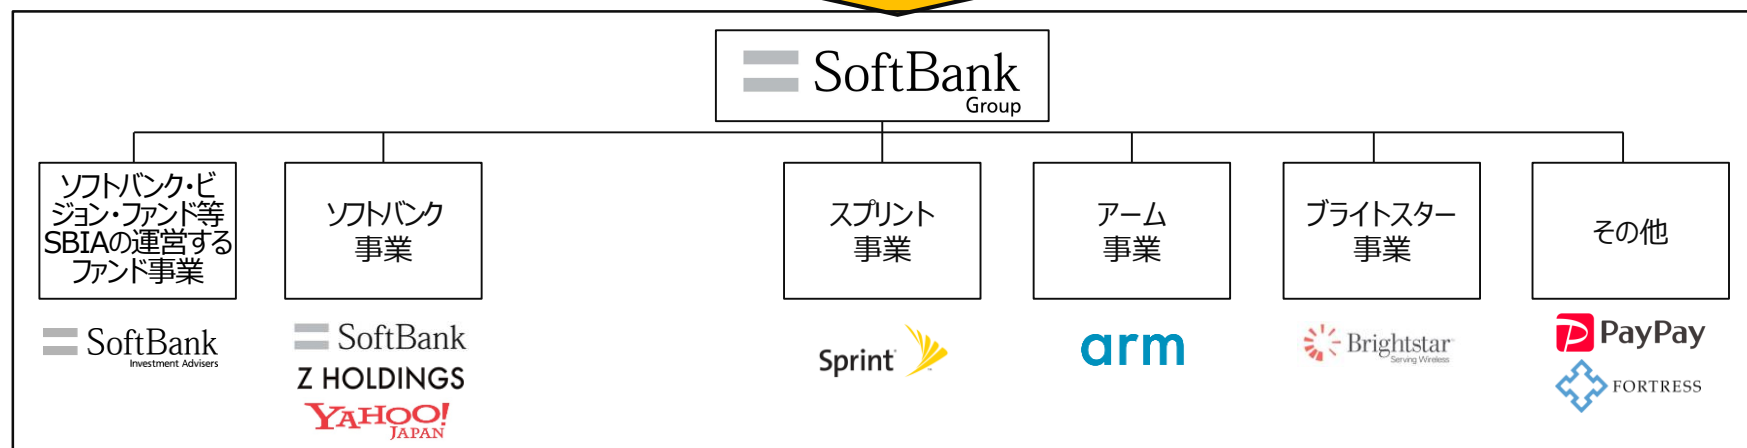 SoftBank
Group
ソフトバンク・ビ
ジョン・ファンド等
SBIAの運営する
ファンド事業
ソフトバンク
事業
スプリント
事業
アーム
事業
ブライトスター
事業
その他
SoftBank
Investment Advisers
SoftBank
Z HOLDINGS
YAHOO!
JAPAN
Sprint
arm
Brightstar
Serving Wireless
PayPay
FORTRESS